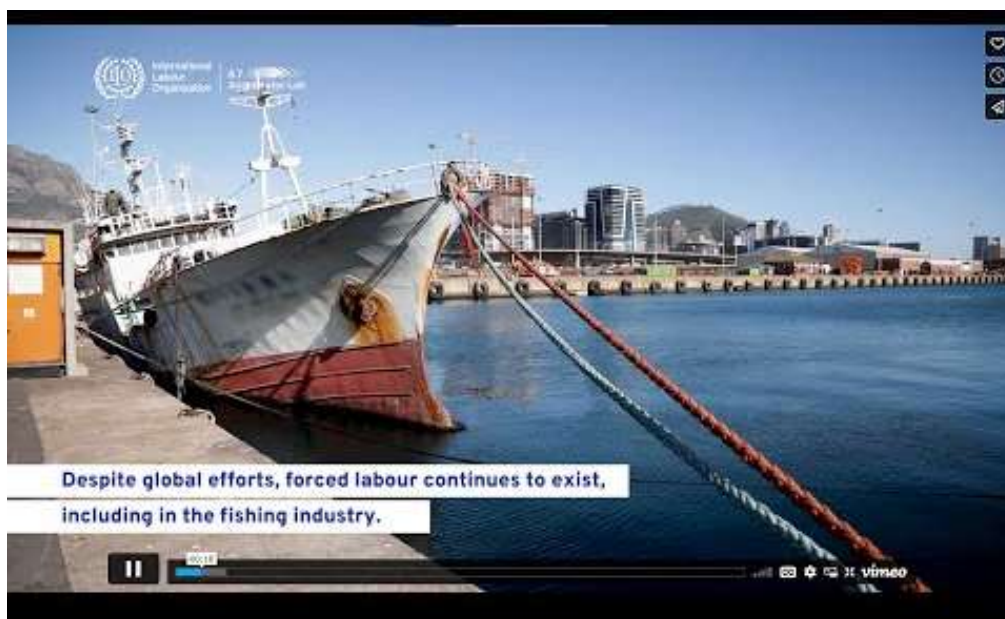 International
Labour
Organization
Despite global efforts, forced labour continues to exist,
including in the fishing industry.
vimeo